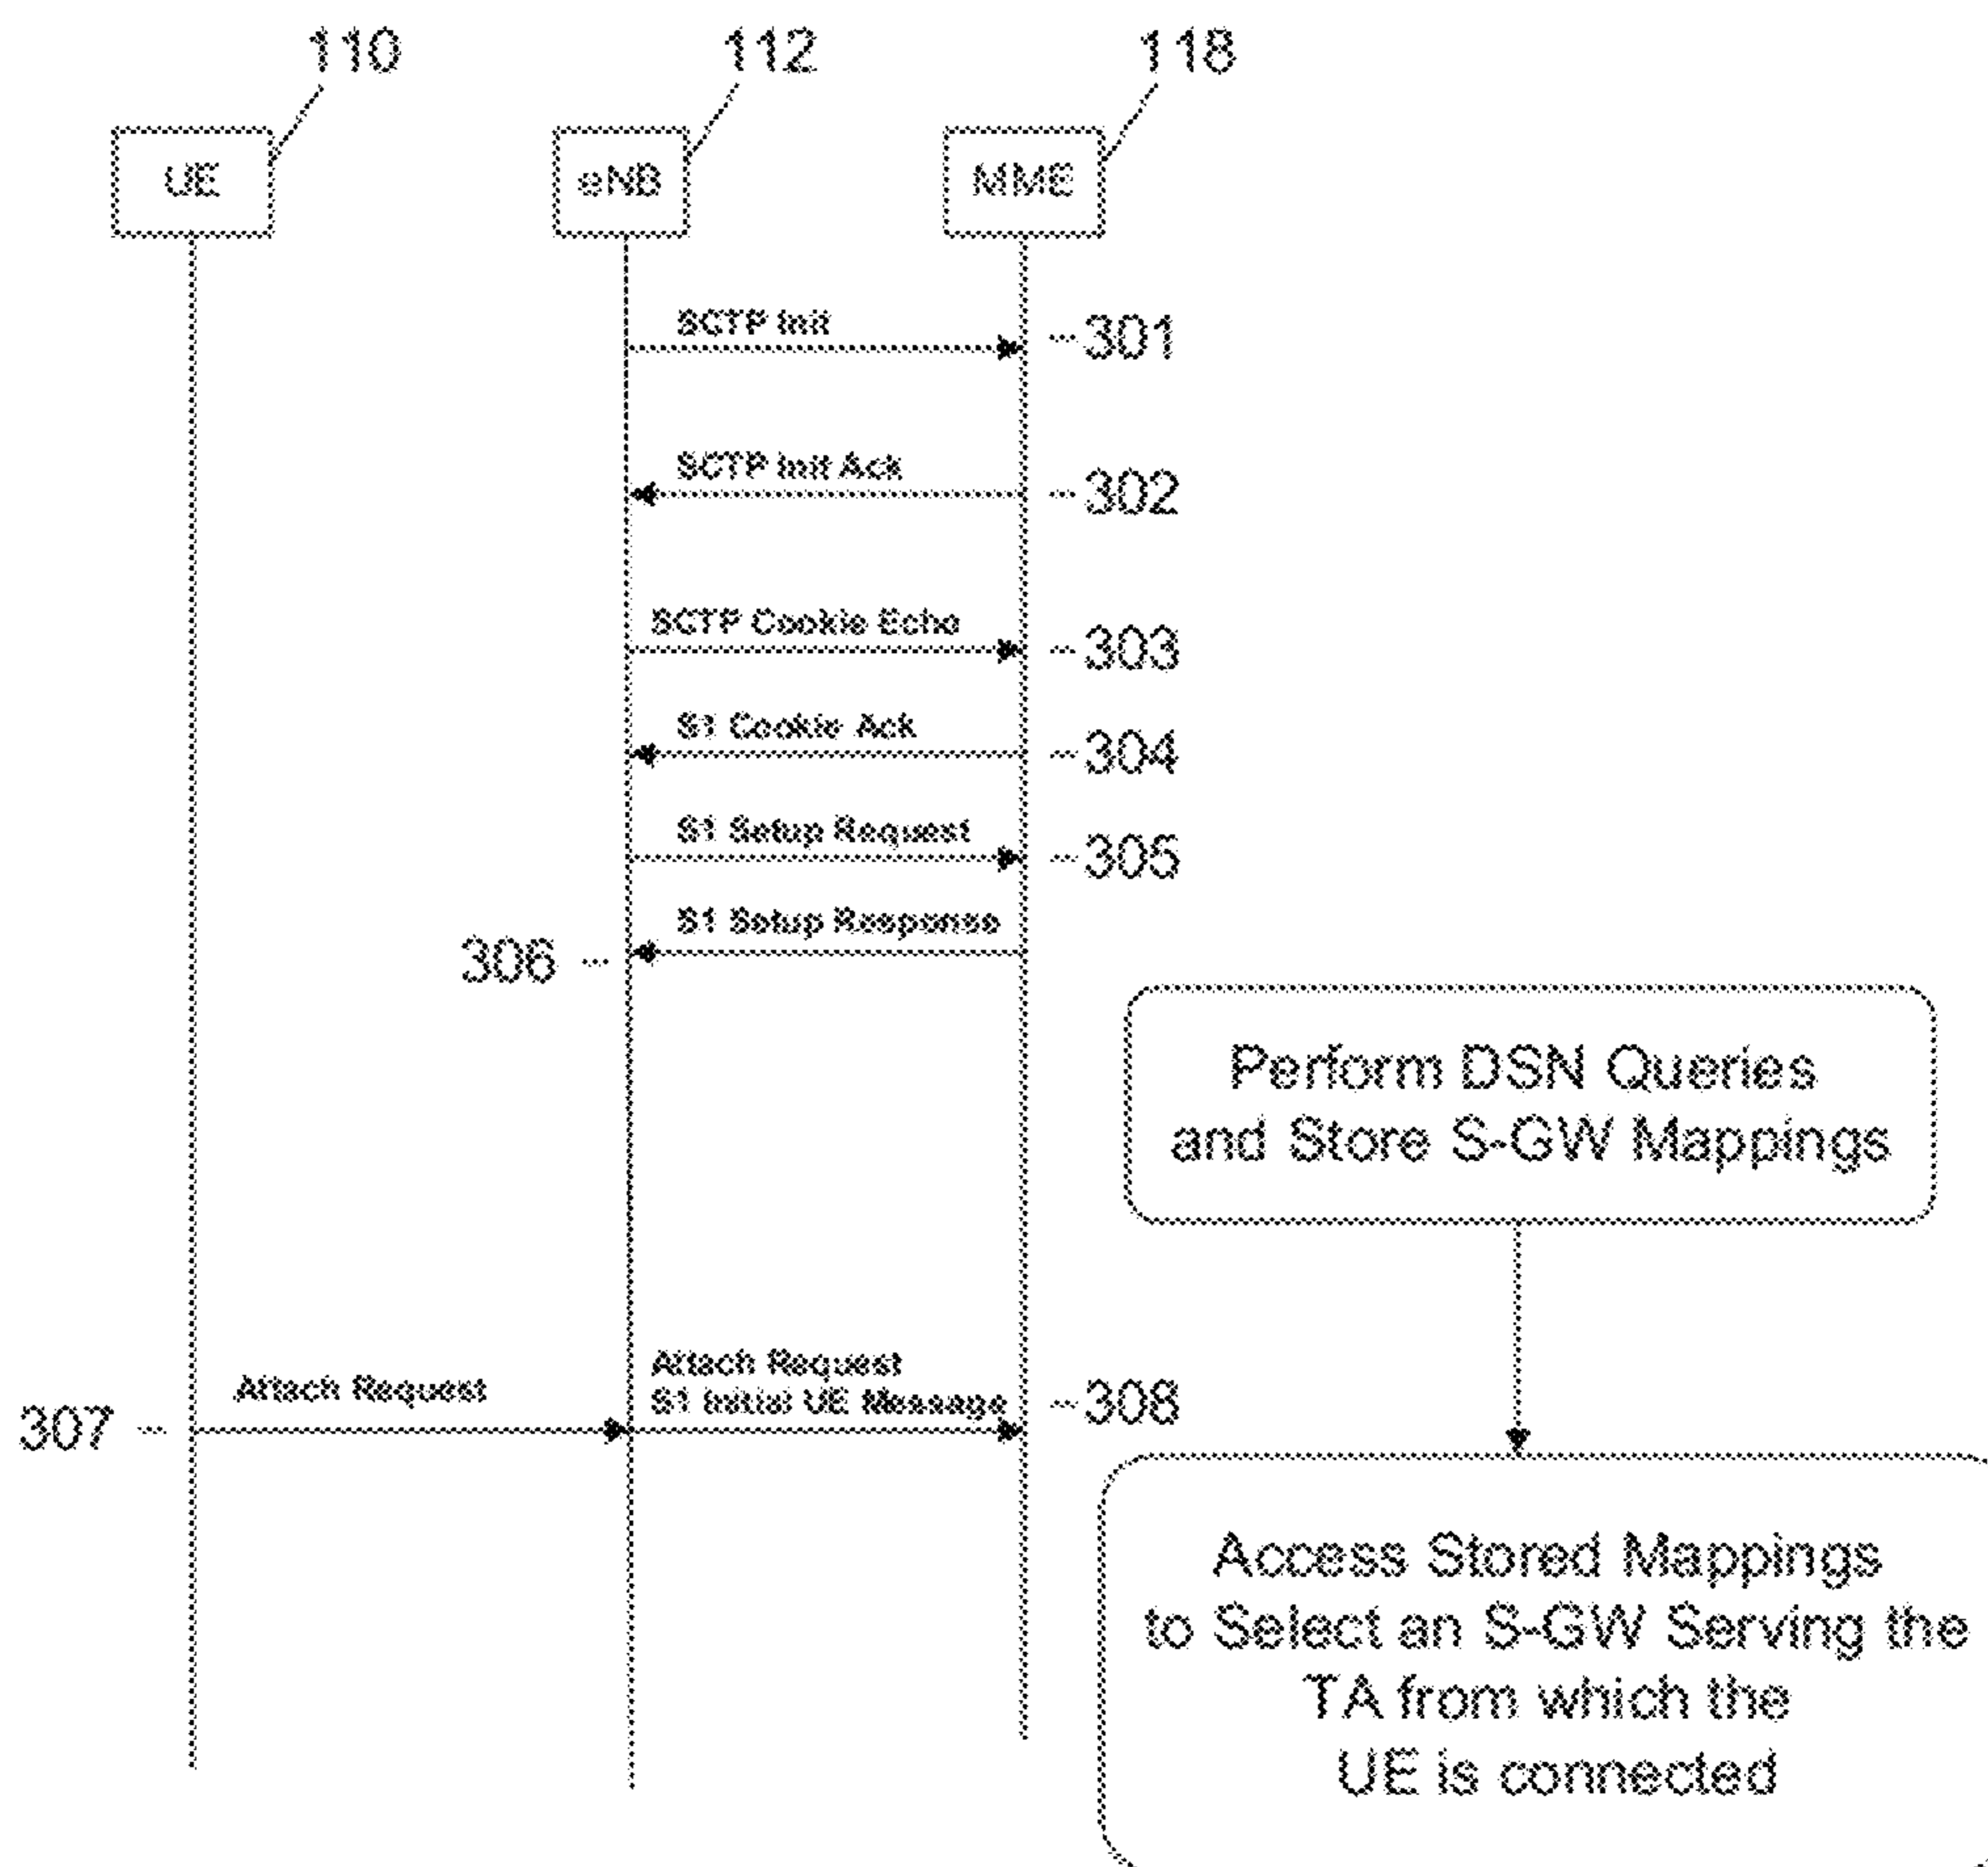 110
112
118
UE
eNB
MME
SCTP Init
301
SCTP Init Ack
302
SCTP Cookie Echo
303
S1 Cookie Ack
304
S1 Setup Request
305
S1 Setup Response
306
Perform DSN Queries
and Store S-GW Mappings
Attach Request
307
Attach Request
S1 Initial UE Message
308
Access Stored Mappings
to Select an S-GW Serving the
TA from which the
UE is connected